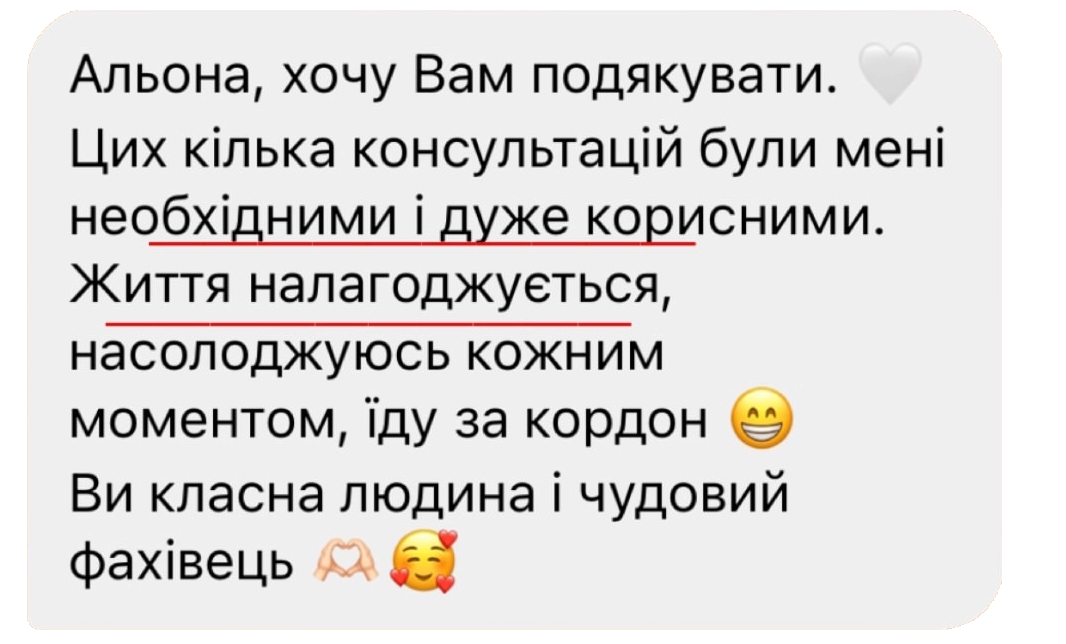 Альона, хочу Вам подякувати. 🤍
Цих кілька консультацій були мені
необхідними і дуже корисними.
Життя налагоджується,
насолоджуюсь кожним
моментом, їду за кордон 😁
Ви класна людина і чудовий
фахівець 🫶🏻 🥰